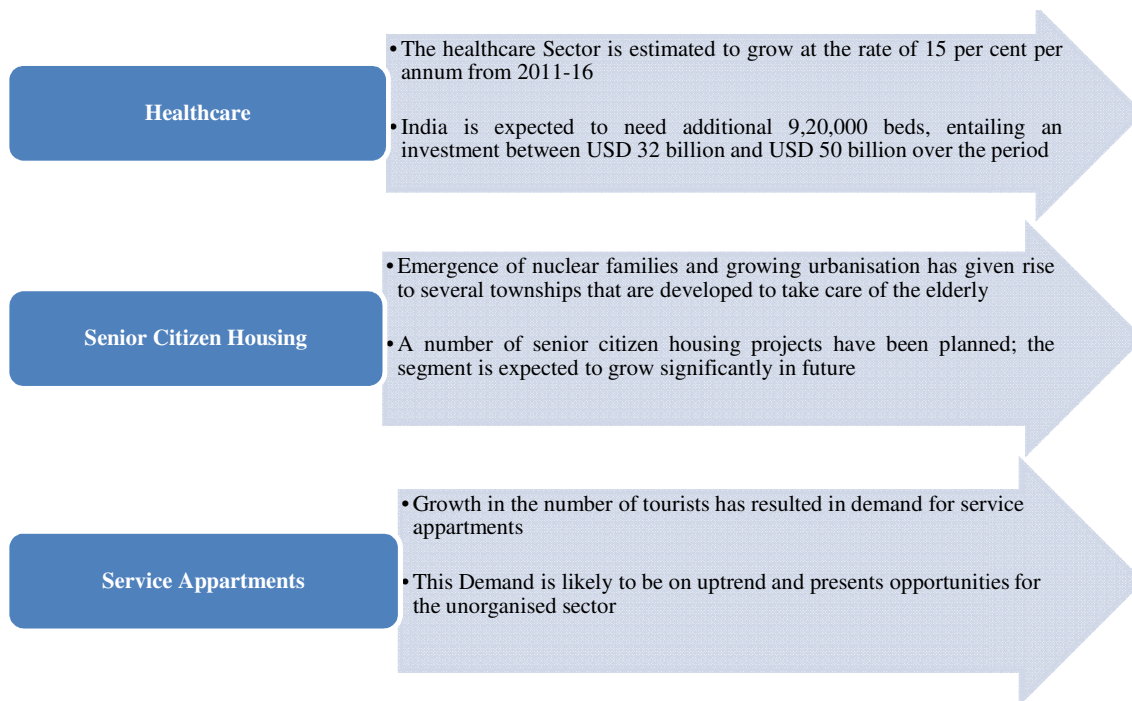 Healthcare
• The healthcare Sector is estimated to grow at the rate of 15 per cent per
annum from 2011-16
• India is expected to need additional 9,20,000 beds, entailing an
investment between USD 32 billion and USD 50 billion over the period
Senior Citizen Housing
• Emergence of nuclear families and growing urbanisation has given rise
to several townships that are developed to take care of the elderly
• A number of senior citizen housing projects have been planned; the
segment is expected to grow significantly in future
Service Appartments
• Growth in the number of tourists has resulted in demand for service
appartments
• This Demand is likely to be on uptrend and presents opportunities for
the unorganised sector